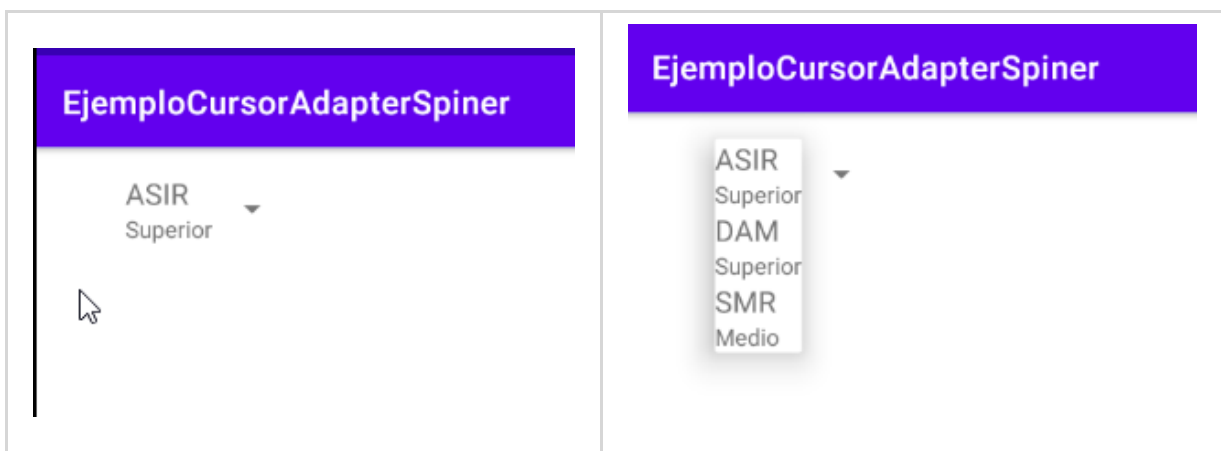 EjemploCursorAdapterSpiner
ASIR
Superior
EjemploCursorAdapterSpiner
ASIR
Superior
DAM
Superior
SMR
Medio